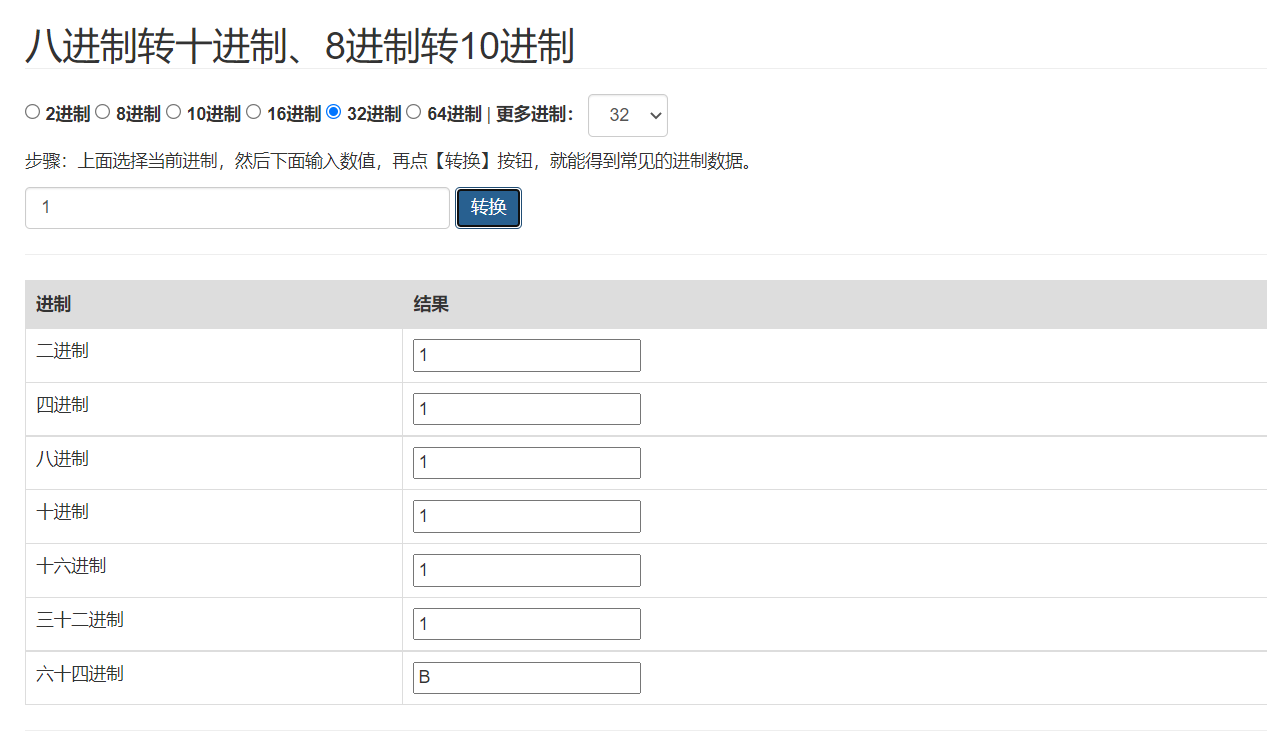 八进制转十进制、8进制转10进制
2进制 8进制 10进制 16进制 32进制 64进制 | 更多进制： 32
步骤：上面选择当前进制，然后下面输入数值，再点【转换】按钮，就能得到常见的进制数据。
1 转换
进制 结果
二进制 1
四进制 1
八进制 1
十进制 1
十六进制 1
三十二进制 1
六十四进制 B